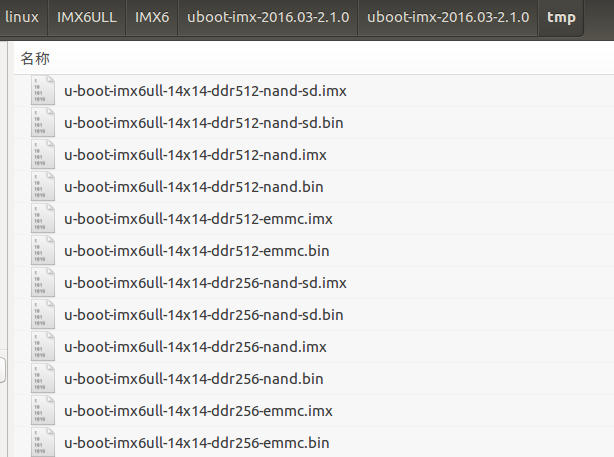 linux IMX6ULL IMX6 uboot-imx-2016.03-2.1.0 uboot-imx-2016.03-2.1.0 tmp
名称
u-boot-imx6ull-14x14-ddr512-nand-sd.imx
u-boot-imx6ull-14x14-ddr512-nand-sd.bin
u-boot-imx6ull-14x14-ddr512-nand.imx
u-boot-imx6ull-14x14-ddr512-nand.bin
u-boot-imx6ull-14x14-ddr512-emmc.imx
u-boot-imx6ull-14x14-ddr512-emmc.bin
u-boot-imx6ull-14x14-ddr256-nand-sd.imx
u-boot-imx6ull-14x14-ddr256-nand-sd.bin
u-boot-imx6ull-14x14-ddr256-nand.imx
u-boot-imx6ull-14x14-ddr256-nand.bin
u-boot-imx6ull-14x14-ddr256-emmc.imx
u-boot-imx6ull-14x14-ddr256-emmc.bin